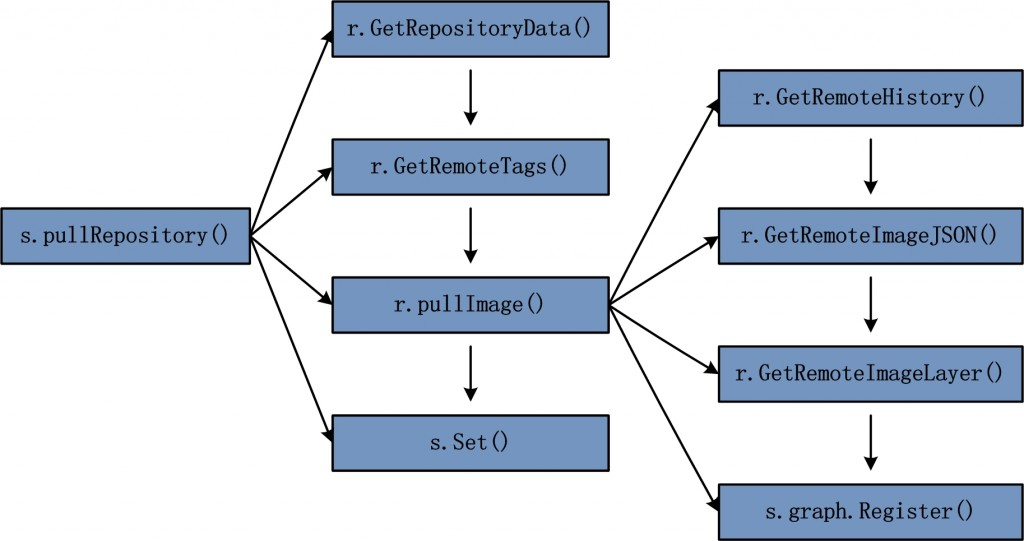 s.pullRepository()
r.GetRepositoryData()
r.GetRemoteTags()
r.pullImage()
s.Set()
r.GetRemoteHistory()
r.GetRemoteImageJSON()
r.GetRemoteImageLayer()
s.graph.Register()